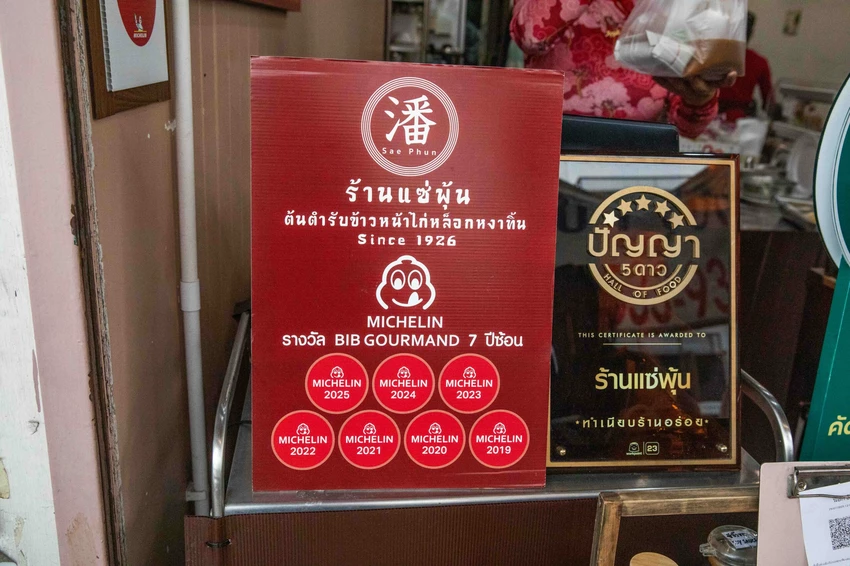 MICHELIN
潘
Sae Phun
ร้านแซ่พุ้น
ต้นตำรับข้าวหน้าไก่หล็อกหงาทิ้น
Since 1926
MICHELIN
รางวัล BIB GOURMAND 7 ปีซ้อน
MICHELIN
2025
MICHELIN
2024
MICHELIN
2023
MICHELIN
2022
MICHELIN
2021
MICHELIN
2020
MICHELIN
2019
ปัญญา
5ดาว
HALL OF FOOD
THIS CERTIFICATE IS AWARDED TO
ร้านแซ่พุ้น
•ทำเนียบร้านอร่อย•
23